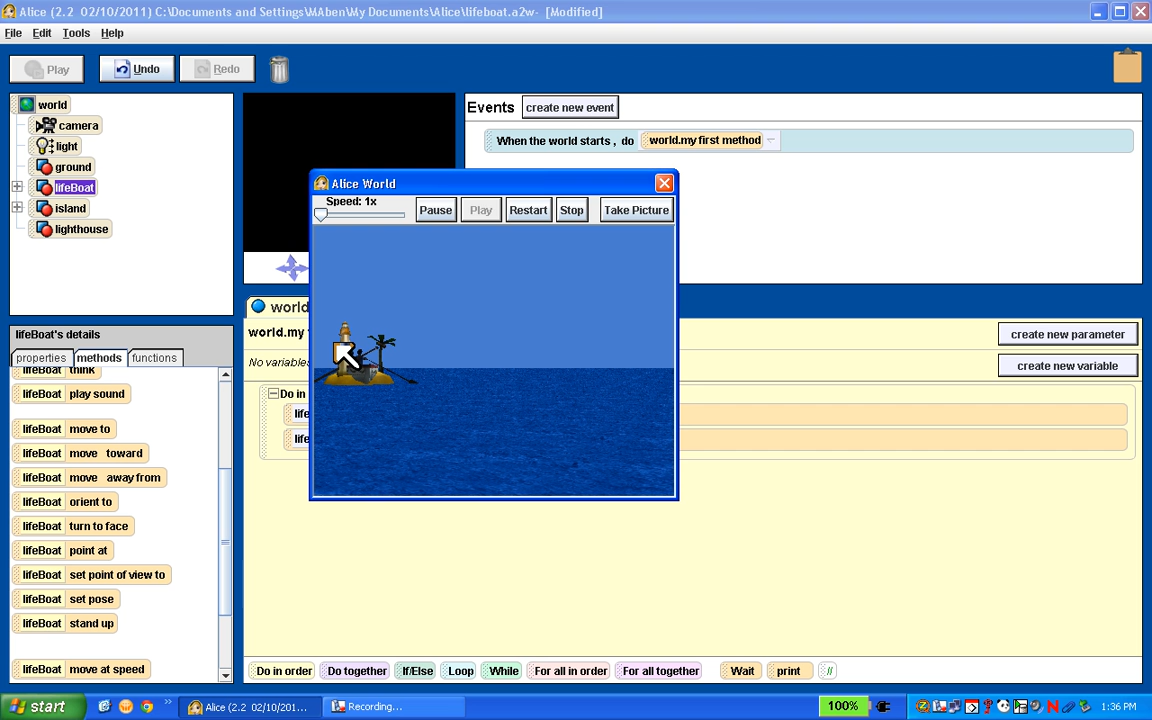 Alice (2.2  02/10/2011) C:\Documents and Settings\MAben\My Documents\Alice\lifeboat.a2w-  [Modified]
File Edit Tools Help
Play Undo Redo
world
camera
light
ground
lifeBoat
island
lighthouse
Events create new event
When the world starts , do world.my first method
Alice World
Speed: 1x
Pause Play Restart Stop Take Picture
world
world.my
create new parameter
No variables
create new variable
Do in
life
life
lifeBoat's details
properties methods functions
lifeBoat think
lifeBoat play sound
lifeBoat move to
lifeBoat move toward
lifeBoat move away from
lifeBoat orient to
lifeBoat turn to face
lifeBoat point at
lifeBoat set point of view to
lifeBoat set pose
lifeBoat stand up
lifeBoat move at speed
Do in order Do together If/Else Loop While For all in order For all together Wait print //
start Alice (2.2 02/10/201... Recording... 100% 1:36 PM